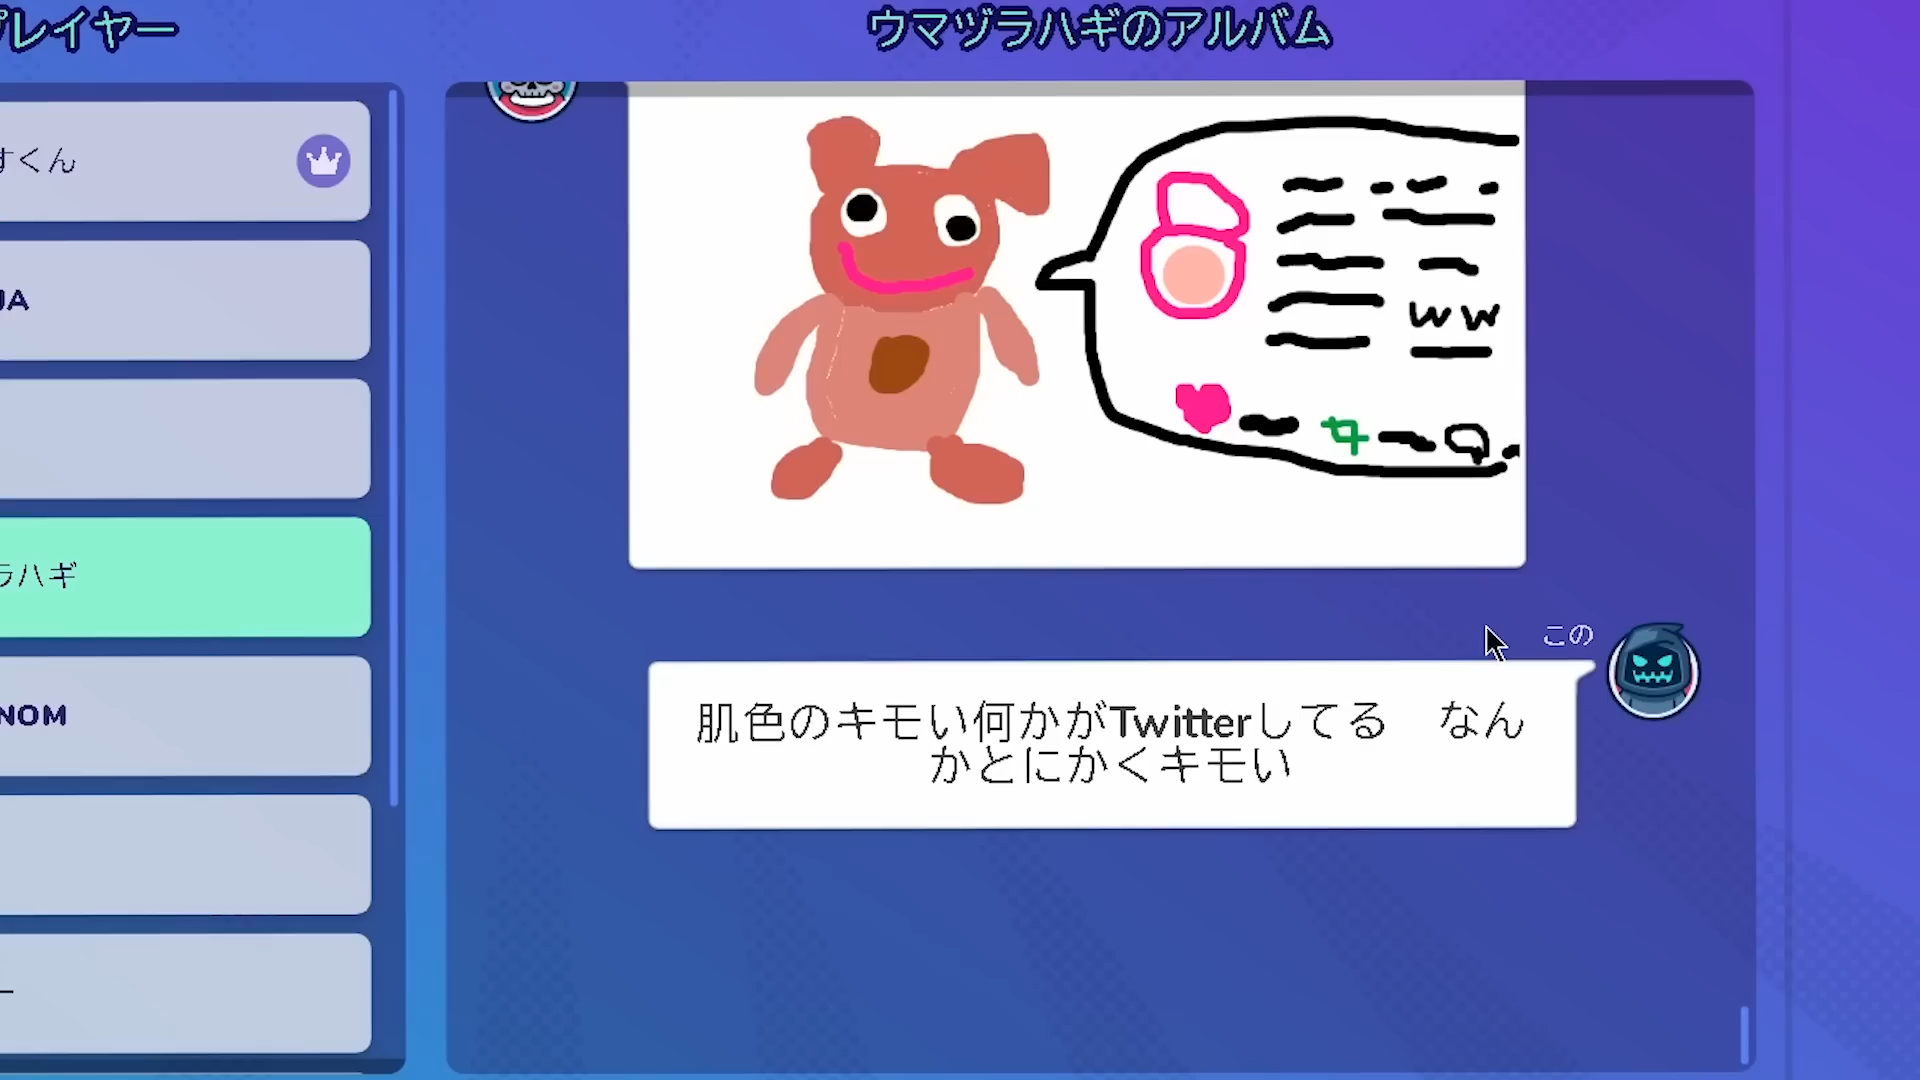 プレイヤー
ウマヅラハギのアルバム
すくん
JA
ラハギ
NOM
ー
ww
この
肌色のキモい何かがTwitterしてる　なん
かとにかくキモい